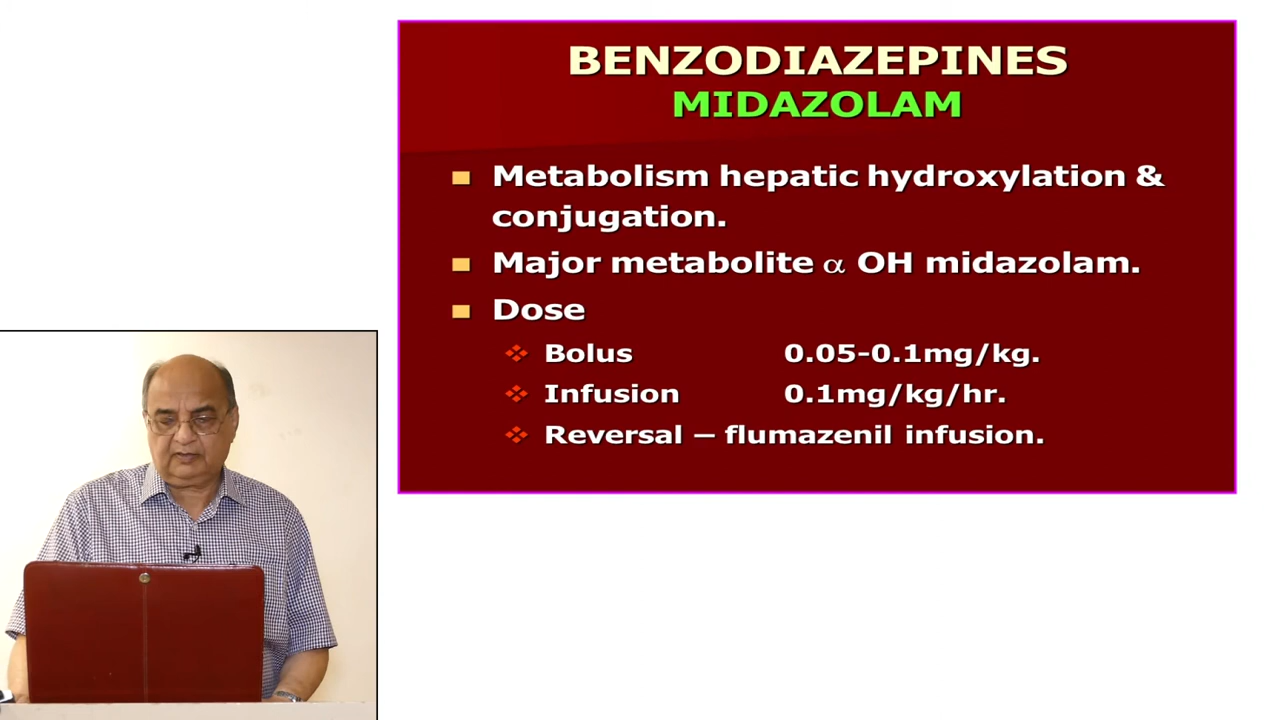 BENZODIAZEPINES
MIDAZOLAM
Metabolism hepatic hydroxylation &
conjugation.
Major metabolite α OH midazolam.
Dose
Bolus 0.05-0.1mg/kg.
Infusion 0.1mg/kg/hr.
Reversal – flumazenil infusion.